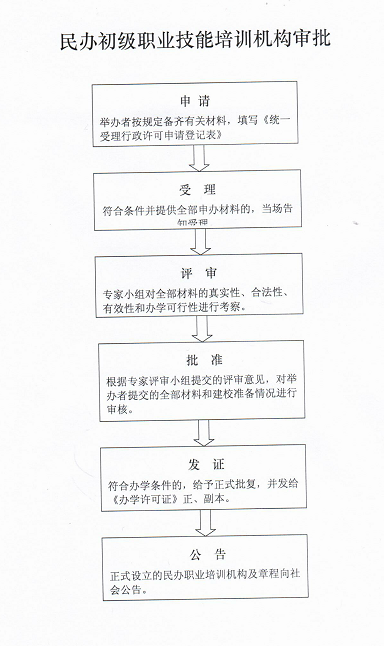 民办初级职业技能培训机构审批
申 请
举办者按规定备齐有关材料，填写《统一
受理行政许可申请登记表》
受 理
符合条件并提供全部申办材料的，当场告
知受理
评 审
专家小组对全部材料的真实性、合法性、
有效性和办学可行性进行考察。
批 准
根据专家评审小组提交的评审意见，对举
办者提交的全部材料和建校准备情况进行
审核。
发 证
符合办学条件的，给予正式批复，并发给
《办学许可证》正、副本。
公 告
正式设立的民办职业培训机构及章程向社
会公告。